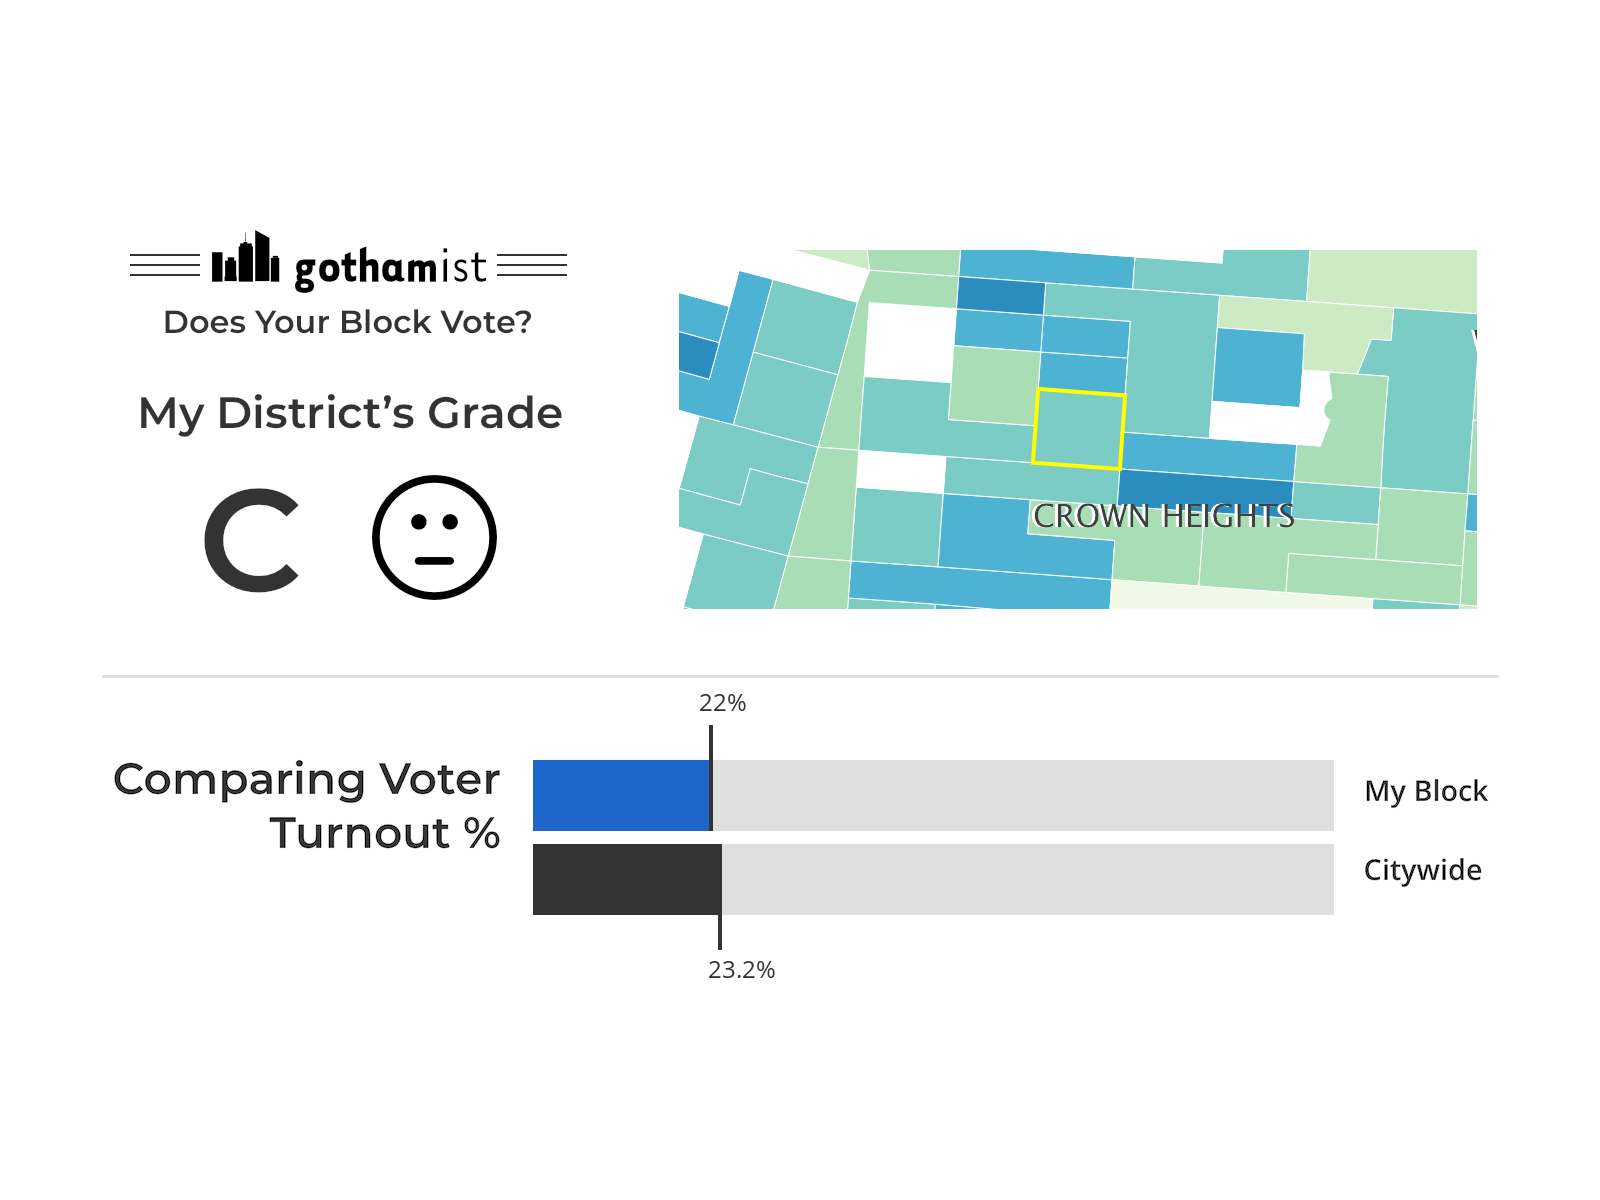 gothamist
Does Your Block Vote?
My District’s Grade
C
CROWN HEIGHTS
22%
Comparing Voter
Turnout %
My Block
Citywide
23.2%